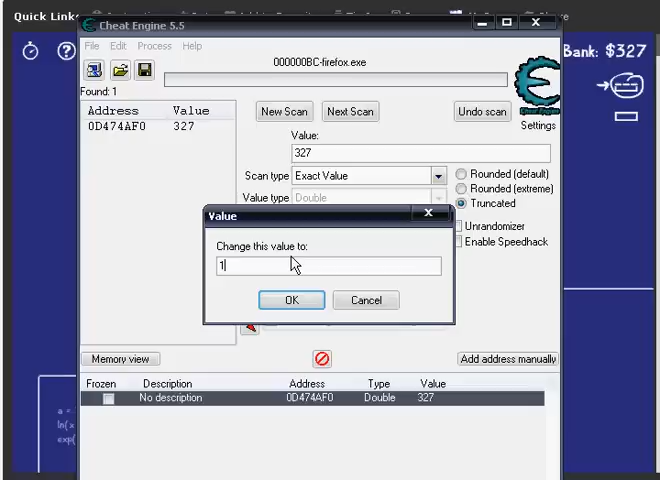 Quick Links
Cheat Engine 5.5
File Edit Process Help
000000BC-firefox.exe
Bank: $327
Found: 1
Address Value
0D474AF0 327
New Scan Next Scan Undo scan
Settings
Value:
327
Scan type Exact Value
Value type Double
Rounded (default)
Rounded (extreme)
Truncated
Unrandomizer
Enable Speedhack
Value
Change this value to:
1
OK Cancel
Memory view Add address manually
Frozen Description Address Type Value
No description 0D474AF0 Double 327
a =
ln(x
exp(